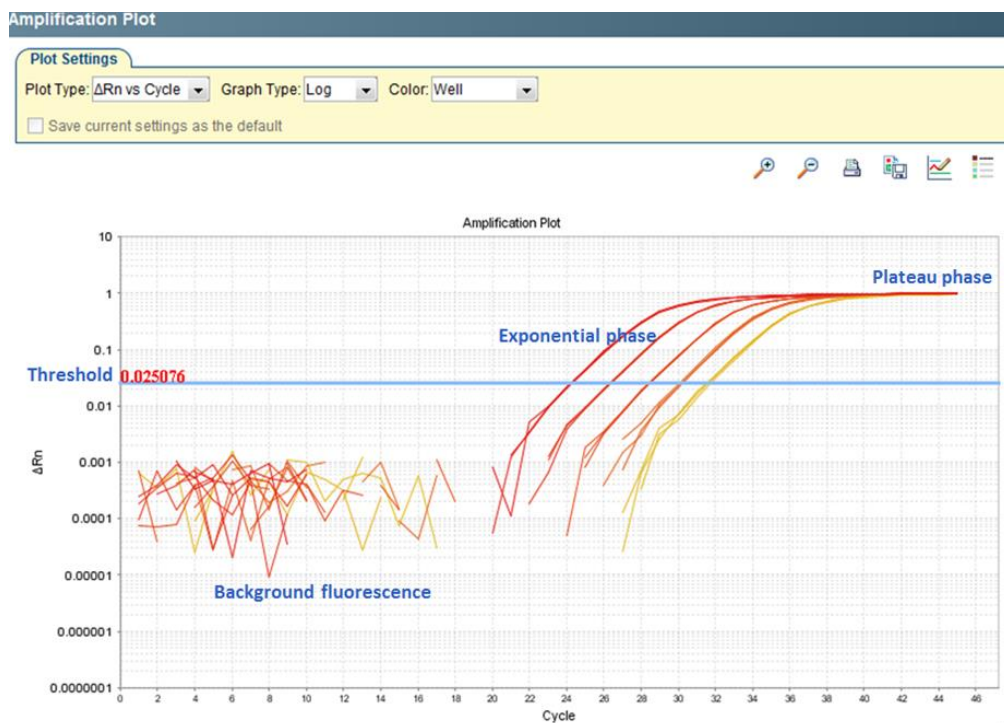 Amplification Plot
Plot Settings
Plot Type: ΔRn vs Cycle Graph Type: Log Color: Well
Save current settings as the default
Amplification Plot
10
Plateau phase
1
Exponential phase
0.1
Threshold 0.025076
0.01
0.001
ΔRn
0.0001
0.00001
Background fluorescence
0.000001
0.0000001
0 2 4 6 8 10 12 14 16 18 20 22 24 26 28 30 32 34 36 38 40 42 44 46
Cycle